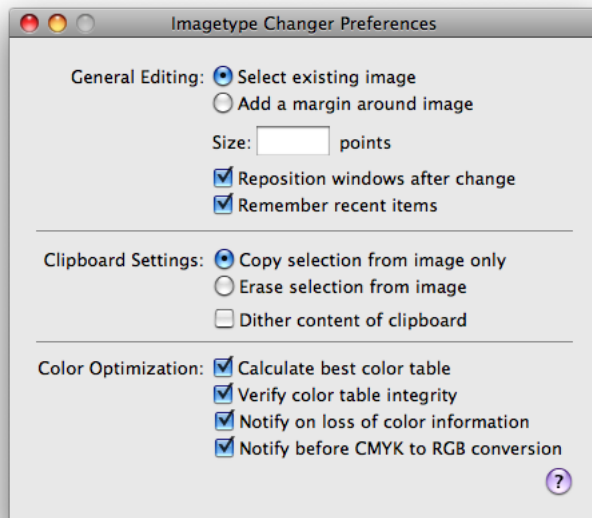 Imagetype Changer Preferences
General Editing: Select existing image
Add a margin around image
Size: points
Reposition windows after change
Remember recent items
Clipboard Settings: Copy selection from image only
Erase selection from image
Dither content of clipboard
Color Optimization: Calculate best color table
Verify color table integrity
Notify on loss of color information
Notify before CMYK to RGB conversion
?